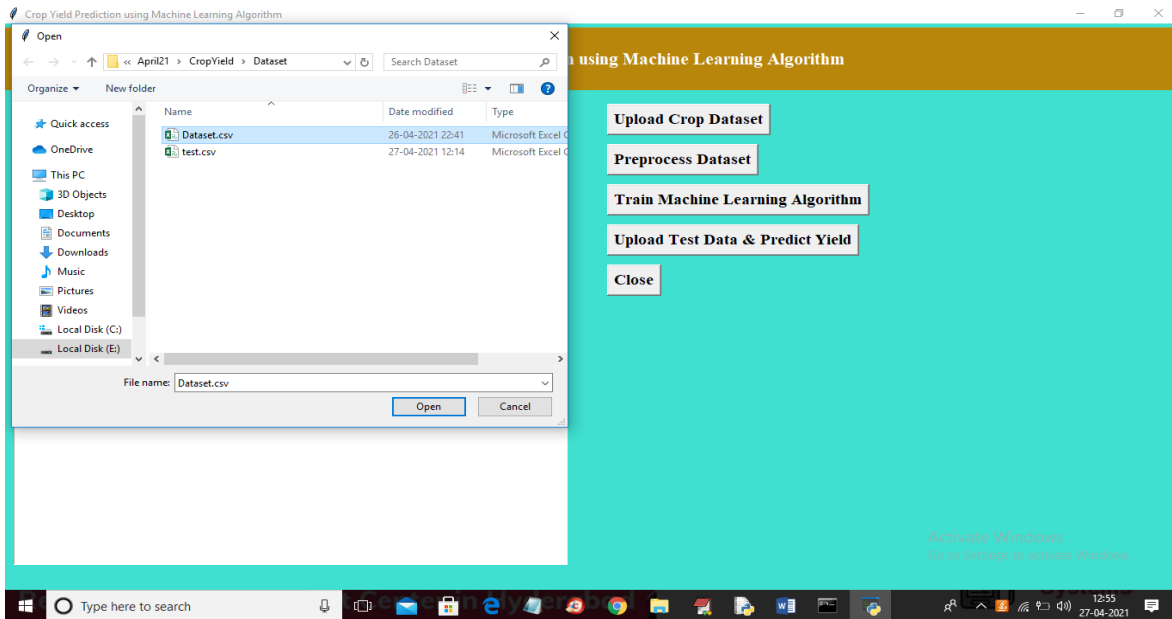 Crop Yield Prediction using Machine Learning Algorithm
Open
« April21 › CropYield › Dataset
Search Dataset
using Machine Learning Algorithm
Organize
New folder
Name
Date modified
Type
Quick access
Dataset.csv
26-04-2021 22:41
Microsoft Excel
test.csv
27-04-2021 12:14
Microsoft Excel
OneDrive
This PC
3D Objects
Desktop
Documents
Downloads
Music
Pictures
Videos
Local Disk (C:)
Local Disk (E:)
File name:
Dataset.csv
Open
Cancel
Upload Crop Dataset
Preprocess Dataset
Train Machine Learning Algorithm
Upload Test Data & Predict Yield
Close
Activate Windows
Go to Settings to activate Windows.
Type here to search
12:55
27-04-2021